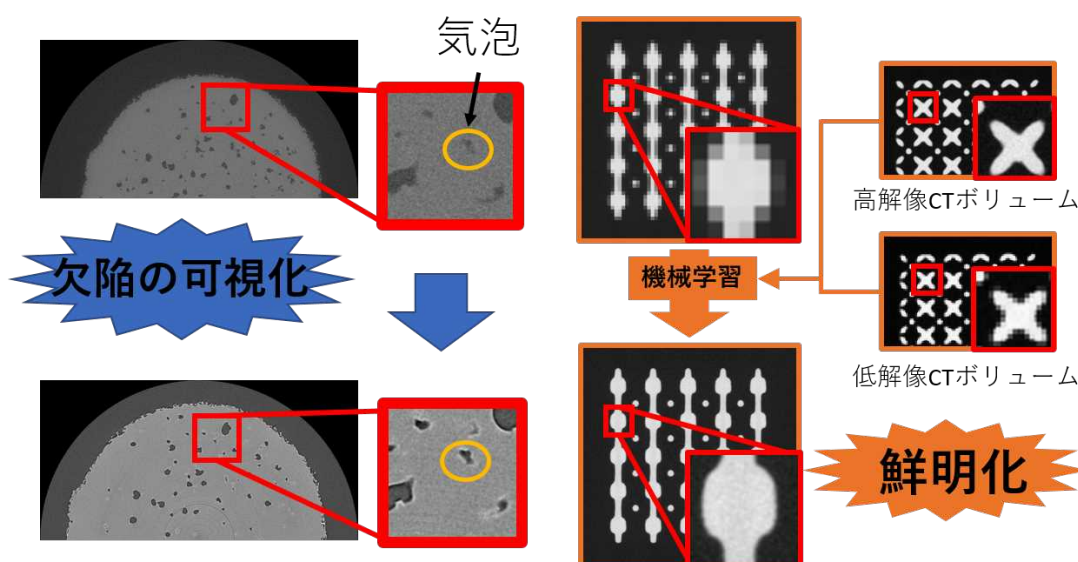 気泡
欠陥の可視化
機械学習
高解像CTボリューム
低解像CTボリューム
鮮明化